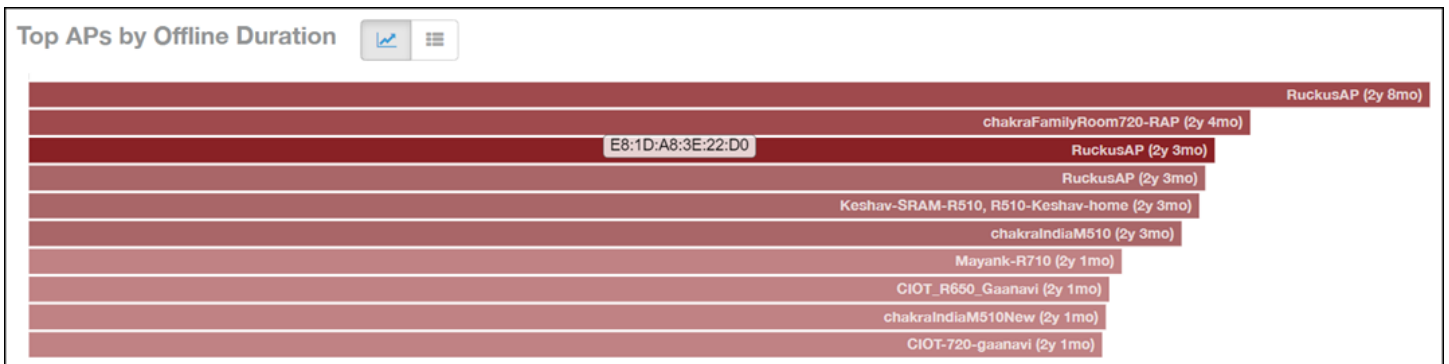 Top APs by Offline Duration
RuckusAP (2y 8mo)
chakraFamilyRoom720-RAP (2y 4mo)
E8:1D:A8:3E:22:D0
RuckusAP (2y 3mo)
RuckusAP (2y 3mo)
Keshav-SRAM-R510, R510-Keshav-home (2y 3mo)
chakraIndiaM510 (2y 3mo)
Mayank-R710 (2y 1mo)
CIOT_R650_Gaanavi (2y 1mo)
chakraIndiaM510New (2y 1mo)
CIOT-720-gaanavi (2y 1mo)